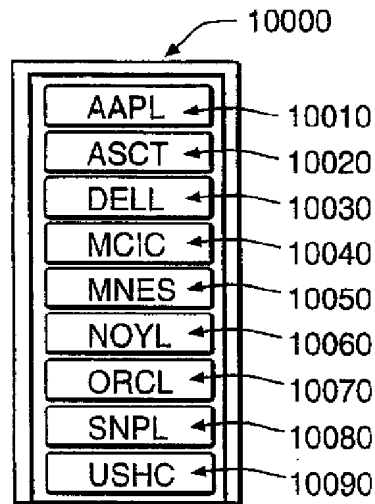 10000
AAPL 10010
ASCT 10020
DELL 10030
MCIC 10040
MNES 10050
NOYL 10060
ORCL 10070
SNPL 10080
USHC 10090